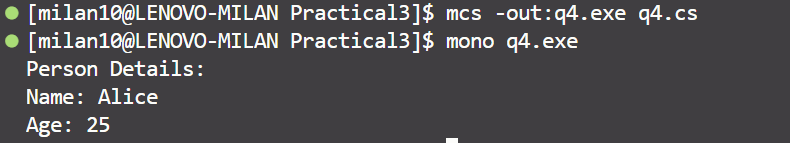 [milan10@LENOVO-MILAN Practical3]$ mcs -out:q4.exe q4.cs
[milan10@LENOVO-MILAN Practical3]$ mono q4.exe
Person Details:
Name: Alice
Age: 25